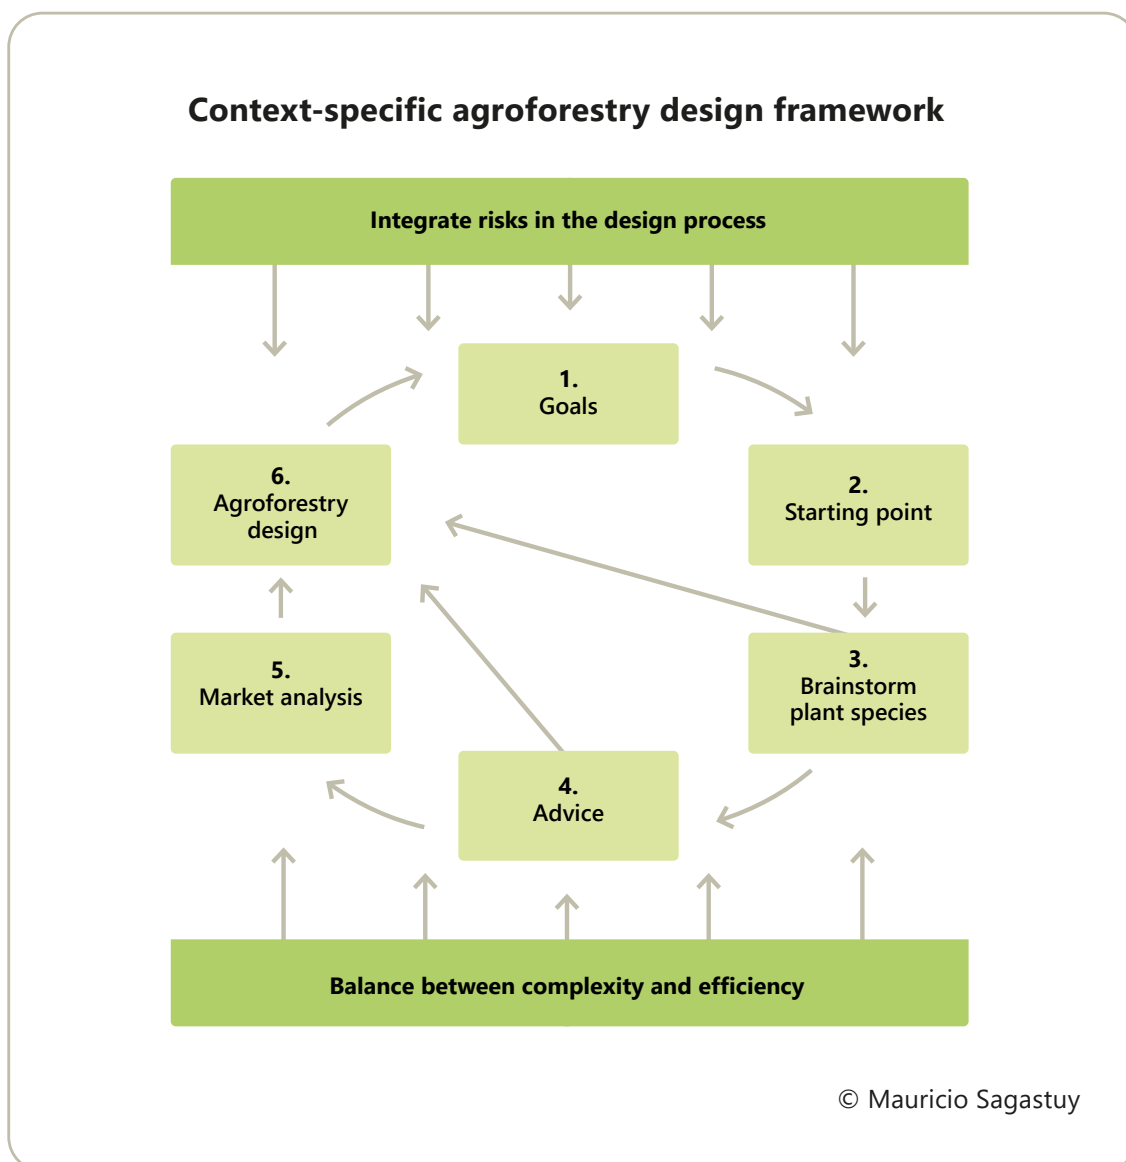 Context-specific agroforestry design framework
Integrate risks in the design process
1.
Goals
2.
Starting point
3.
Brainstorm
plant species
4.
Advice
5.
Market analysis
6.
Agroforestry
design
Balance between complexity and efficiency
© Mauricio Sagastuy